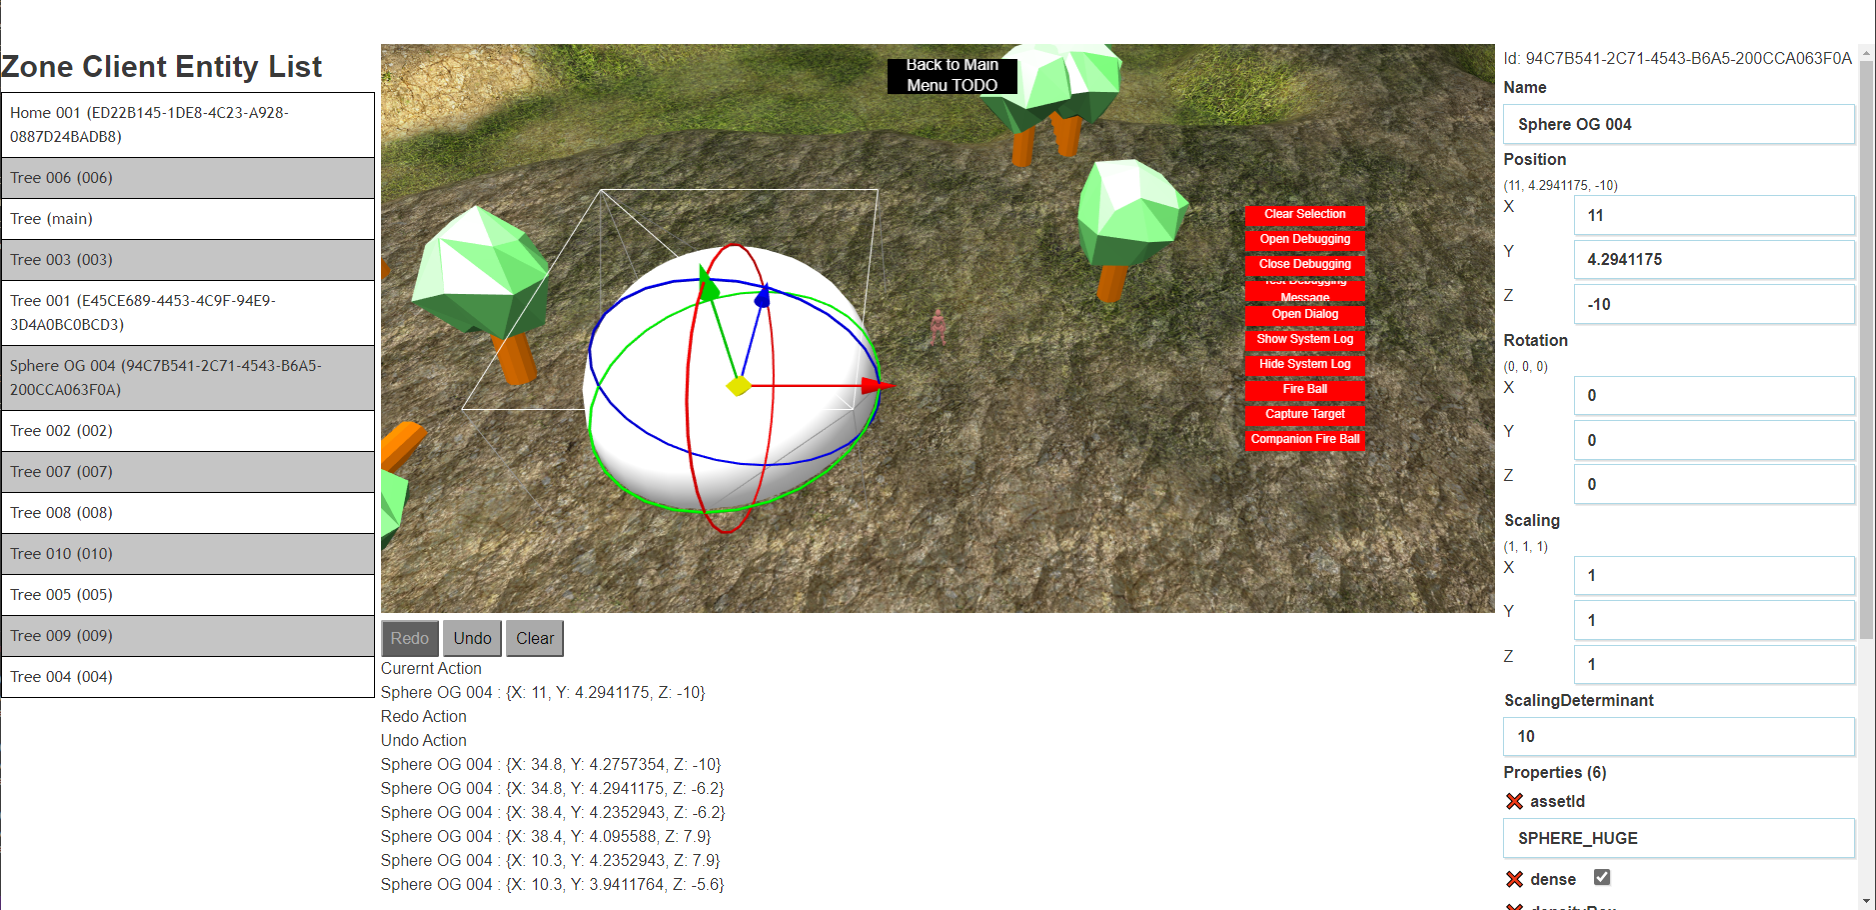 Zone Client Entity List
Home 001 (ED22B145-1DE8-4C23-A928-
0887D24BADB8)
Tree 006 (006)
Tree (main)
Tree 003 (003)
Tree 001 (E45CE689-4453-4C9F-94E9-
3D4A0BC0BCD3)
Sphere OG 004 (94C7B541-2C71-4543-B6A5-
200CCA063F0A)
Tree 002 (002)
Tree 007 (007)
Tree 008 (008)
Tree 010 (010)
Tree 005 (005)
Tree 009 (009)
Tree 004 (004)
Back to Main
Menu TODO
Clear Selection
Open Debugging
Close Debugging
Test Debugging
Message
Open Dialog
Show System Log
Hide System Log
Fire Ball
Capture Target
Companion Fire Ball
Redo Undo Clear
Curernt Action
Sphere OG 004 : {X: 11, Y: 4.2941175, Z: -10}
Redo Action
Undo Action
Sphere OG 004 : {X: 34.8, Y: 4.2757354, Z: -10}
Sphere OG 004 : {X: 34.8, Y: 4.2941175, Z: -6.2}
Sphere OG 004 : {X: 38.4, Y: 4.2352943, Z: -6.2}
Sphere OG 004 : {X: 38.4, Y: 4.095588, Z: 7.9}
Sphere OG 004 : {X: 10.3, Y: 4.2352943, Z: 7.9}
Sphere OG 004 : {X: 10.3, Y: 3.9411764, Z: -5.6}
Id: 94C7B541-2C71-4543-B6A5-200CCA063F0A
Name
Sphere OG 004
Position
(11, 4.2941175, -10)
X 11
Y 4.2941175
Z -10
Rotation
(0, 0, 0)
X 0
Y 0
Z 0
Scaling
(1, 1, 1)
X 1
Y 1
Z 1
ScalingDeterminant
10
Properties (6)
assetId
SPHERE_HUGE
dense